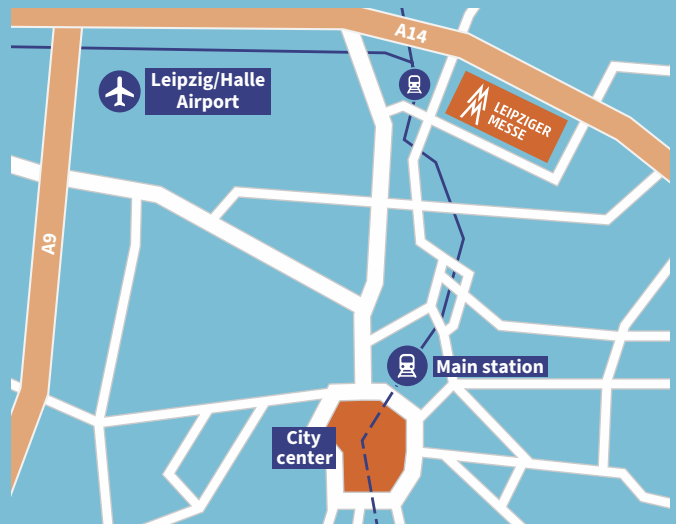 A14
Leipzig/Halle
Airport
LEIPZIGER
MESSE
A9
Main station
City
center